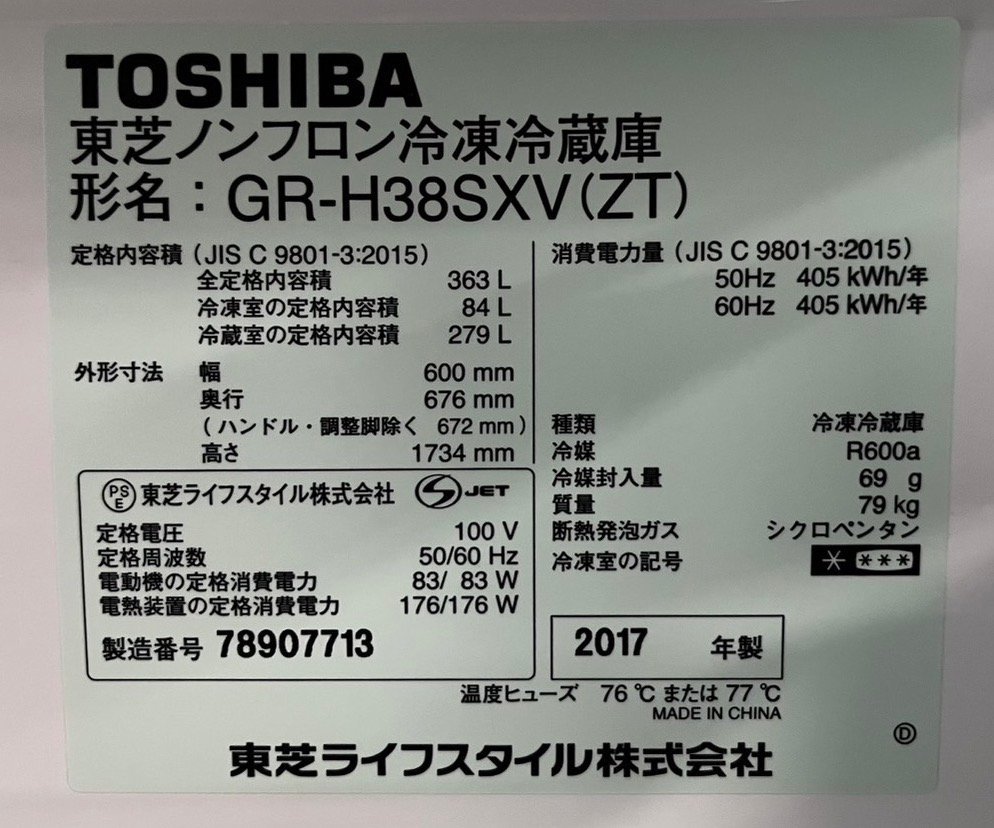 TOSHIBA
東芝ノンフロン冷凍冷蔵庫
形名：GR-H38SXV(ZT)
定格内容積（JIS C 9801-3:2015）
全定格内容積 363 L
冷凍室の定格内容積 84 L
冷蔵室の定格内容積 279 L
外形寸法 幅 600 mm
奥行 676 mm
（ハンドル・調整脚除く 672 mm）
高さ 1734 mm
消費電力量（JIS C 9801-3:2015）
50Hz 405 kWh/年
60Hz 405 kWh/年
種類 冷凍冷蔵庫
冷媒 R600a
冷媒封入量 69 g
質量 79 kg
断熱発泡ガス シクロペンタン
冷凍室の記号 * ***
PSE 東芝ライフスタイル株式会社 JET
定格電圧 100 V
定格周波数 50/60 Hz
電動機の定格消費電力 83/ 83 W
電熱装置の定格消費電力 176/176 W
製造番号 78907713
2017 年製
温度ヒューズ 76 ℃ または 77 ℃
MADE IN CHINA
Ⓓ
東芝ライフスタイル株式会社